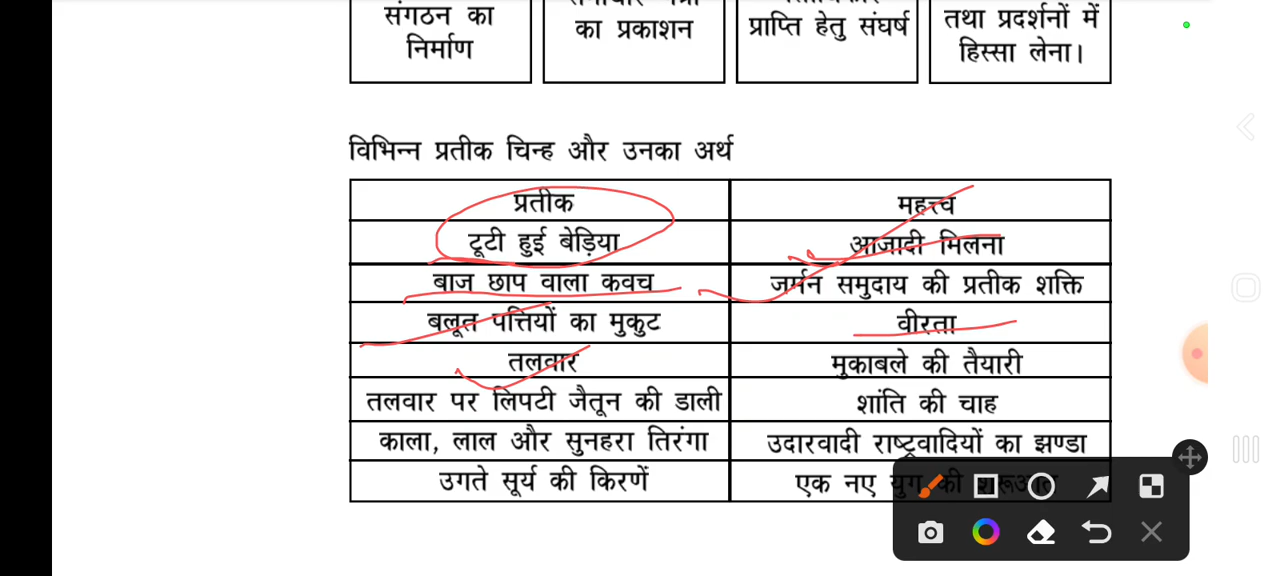 संगठन का
निर्माण
का प्रकाशन
प्राप्ति हेतु संघर्ष
तथा प्रदर्शनों में
हिस्सा लेना।
विभिन्न प्रतीक चिन्ह और उनका अर्थ
प्रतीक महत्त्व
टूटी हुई बेड़िया आजादी मिलना
बाज छाप वाला कवच जर्मन समुदाय की प्रतीक शक्ति
बलूत पत्तियों का मुकुट वीरता
तलवार मुकाबले की तैयारी
तलवार पर लिपटी जैतून की डाली शांति की चाह
काला, लाल और सुनहरा तिरंगा उदारवादी राष्ट्रवादियों का झण्डा
उगते सूर्य की किरणें एक नए युग की शुरूआत